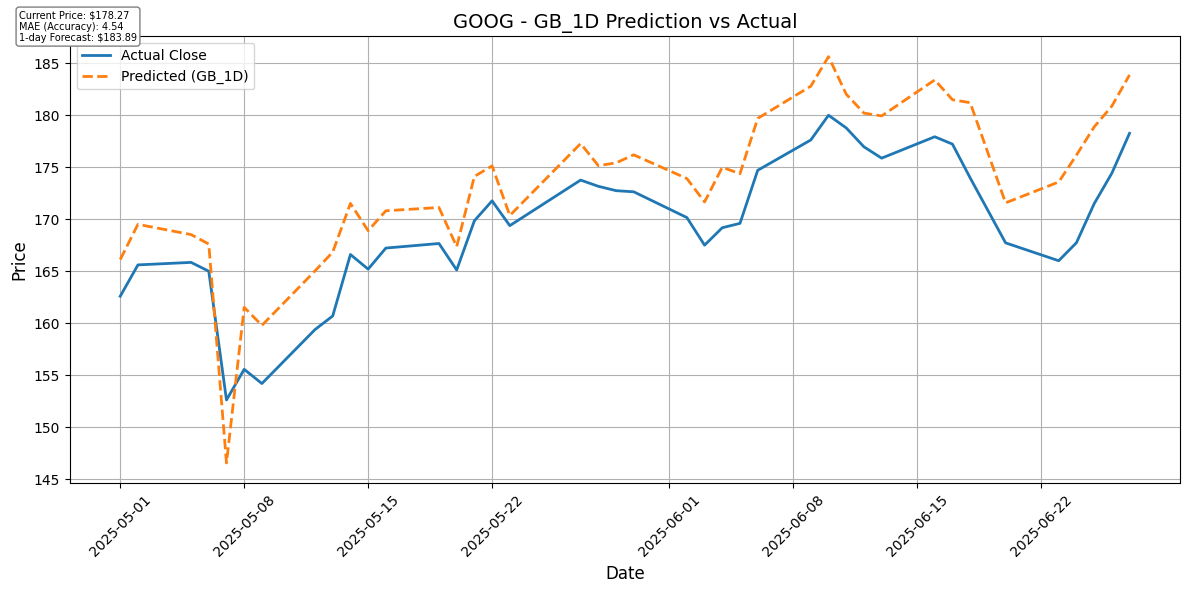 GOOG - GB_1D Prediction vs Actual
Current Price: $178.27
MAE (Accuracy): 4.54
1-day Forecast: $183.89
Actual Close
Predicted (GB_1D)
Price
185
180
175
170
165
160
155
150
145
2025-05-01
2025-05-08
2025-05-15
2025-05-22
2025-06-01
2025-06-08
2025-06-15
2025-06-22
Date